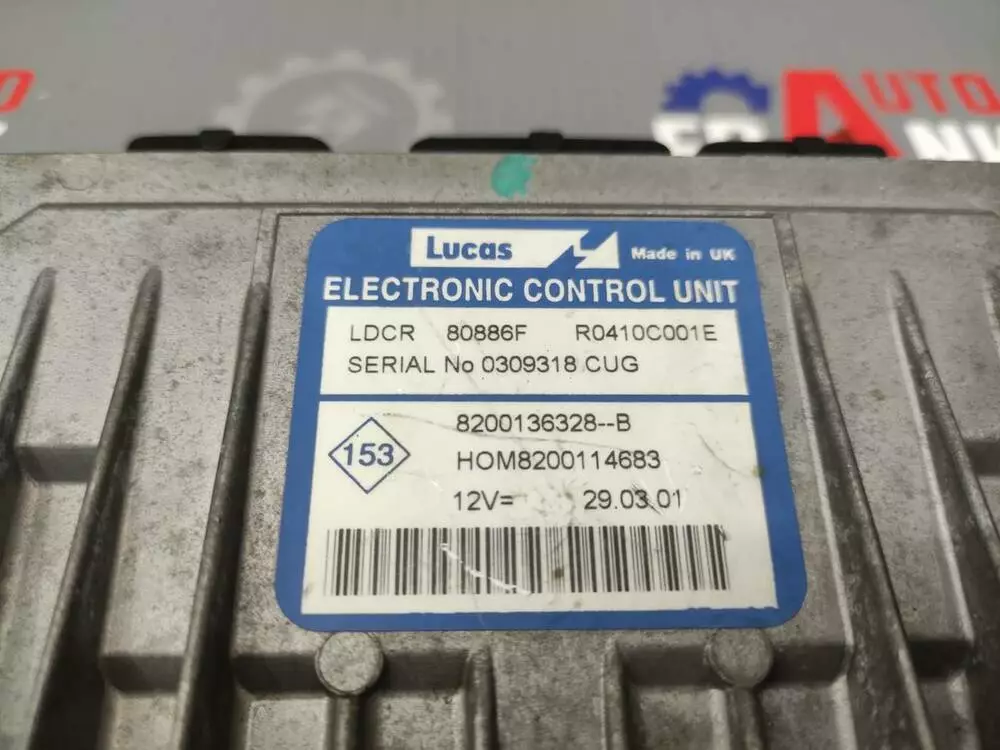 AUTO
Lucas
Made in UK
ELECTRONIC CONTROL UNIT
LDCR 80886F R0410C001E
SERIAL No 0309318 CUG
8200136328--B
153
HOM8200114683
12V= 29.03.01